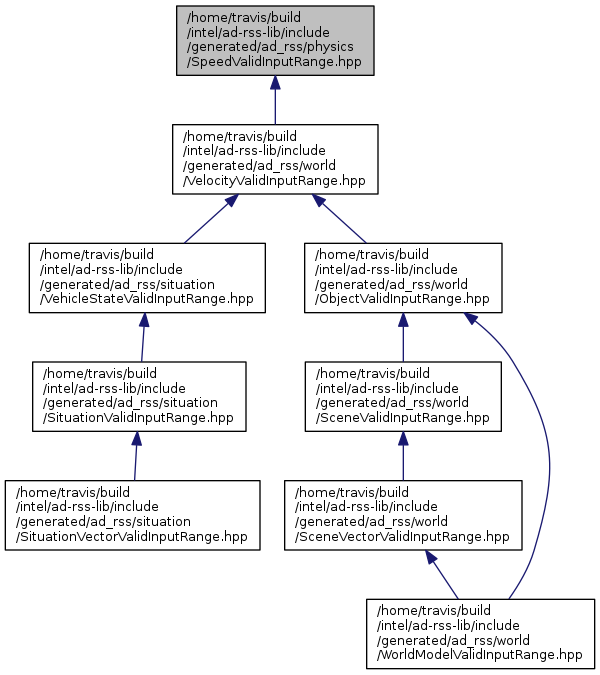 /home/travis/build
/intel/ad-rss-lib/include
/generated/ad_rss/physics
/SpeedValidInputRange.hpp
/home/travis/build
/intel/ad-rss-lib/include
/generated/ad_rss/world
/VelocityValidInputRange.hpp
/home/travis/build
/intel/ad-rss-lib/include
/generated/ad_rss/situation
/VehicleStateValidInputRange.hpp
/home/travis/build
/intel/ad-rss-lib/include
/generated/ad_rss/world
/ObjectValidInputRange.hpp
/home/travis/build
/intel/ad-rss-lib/include
/generated/ad_rss/situation
/SituationValidInputRange.hpp
/home/travis/build
/intel/ad-rss-lib/include
/generated/ad_rss/world
/SceneValidInputRange.hpp
/home/travis/build
/intel/ad-rss-lib/include
/generated/ad_rss/situation
/SituationVectorValidInputRange.hpp
/home/travis/build
/intel/ad-rss-lib/include
/generated/ad_rss/world
/SceneVectorValidInputRange.hpp
/home/travis/build
/intel/ad-rss-lib/include
/generated/ad_rss/world
/WorldModelValidInputRange.hpp